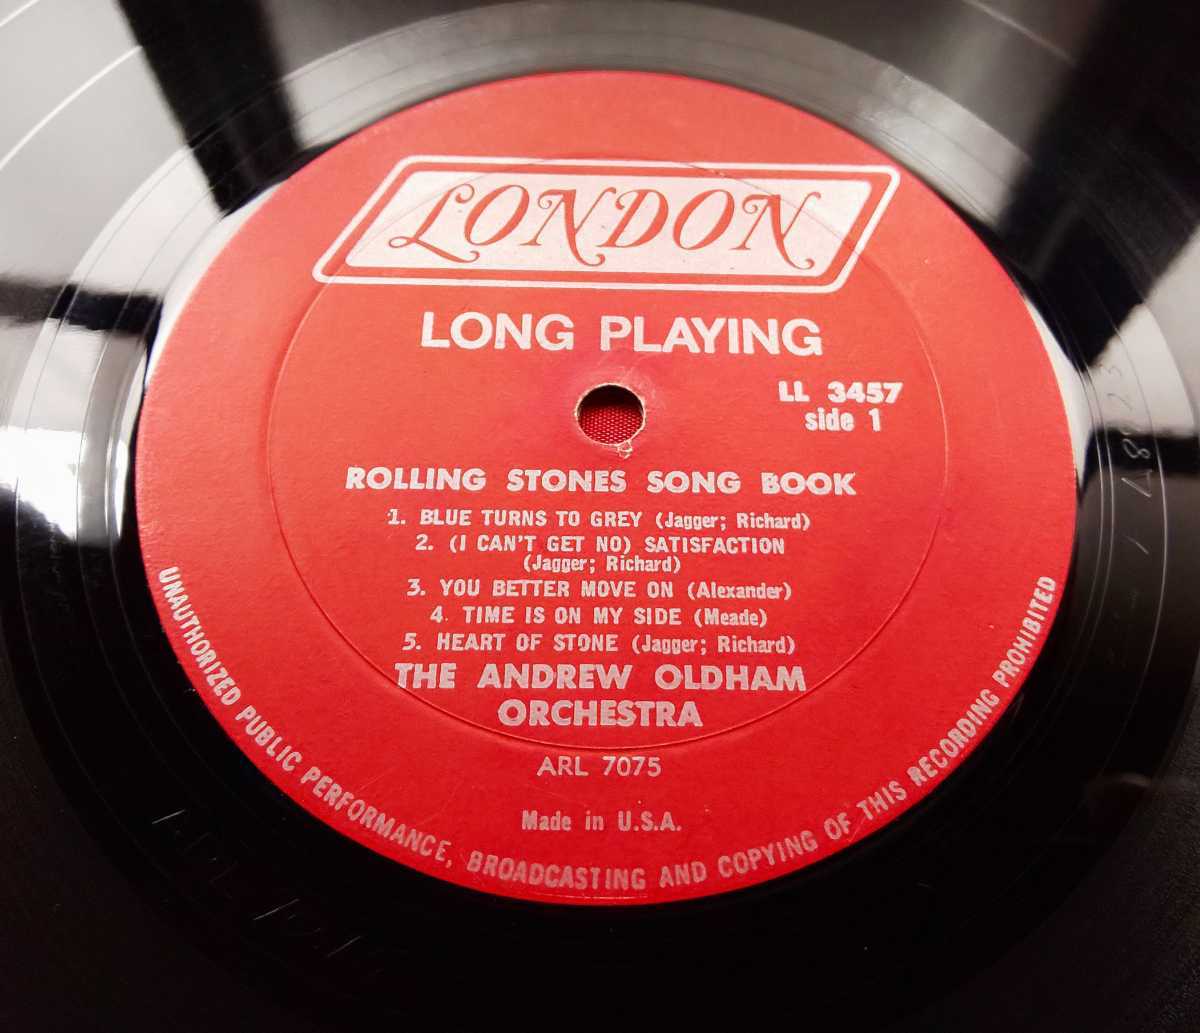 LONDON
LONG PLAYING
LL 3457
side 1
ROLLING STONES SONG BOOK
1. BLUE TURNS TO GREY (Jagger; Richard)
2. (I CAN'T GET NO) SATISFACTION
(Jagger; Richard)
3. YOU BETTER MOVE ON (Alexander)
4. TIME IS ON MY SIDE (Meade)
5. HEART OF STONE (Jagger; Richard)
THE ANDREW OLDHAM
ORCHESTRA
ARL 7075
Made in U.S.A.
UNAUTHORIZED PUBLIC PERFORMANCE, BROADCASTING AND COPYING OF THIS RECORDING PROHIBITED